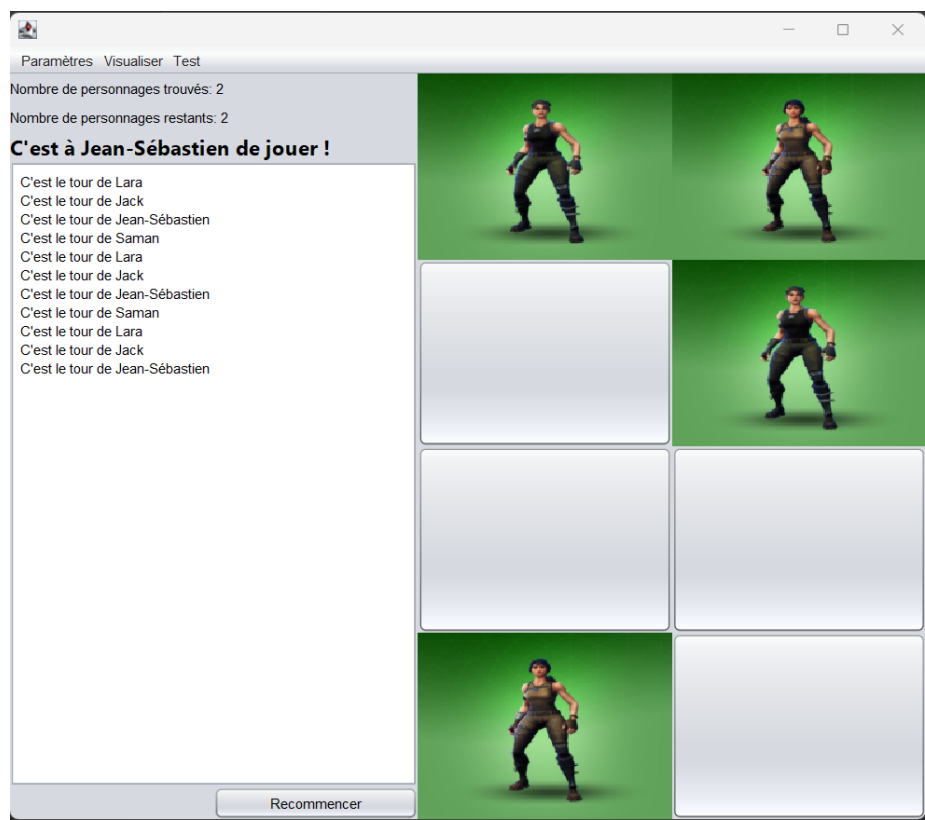 Paramètres Visualiser Test
Nombre de personnages trouvés: 2
Nombre de personnages restants: 2
C'est à Jean-Sébastien de jouer !
C'est le tour de Lara
C'est le tour de Jack
C'est le tour de Jean-Sébastien
C'est le tour de Saman
C'est le tour de Lara
C'est le tour de Jack
C'est le tour de Jean-Sébastien
C'est le tour de Saman
C'est le tour de Lara
C'est le tour de Jack
C'est le tour de Jean-Sébastien
Recommencer